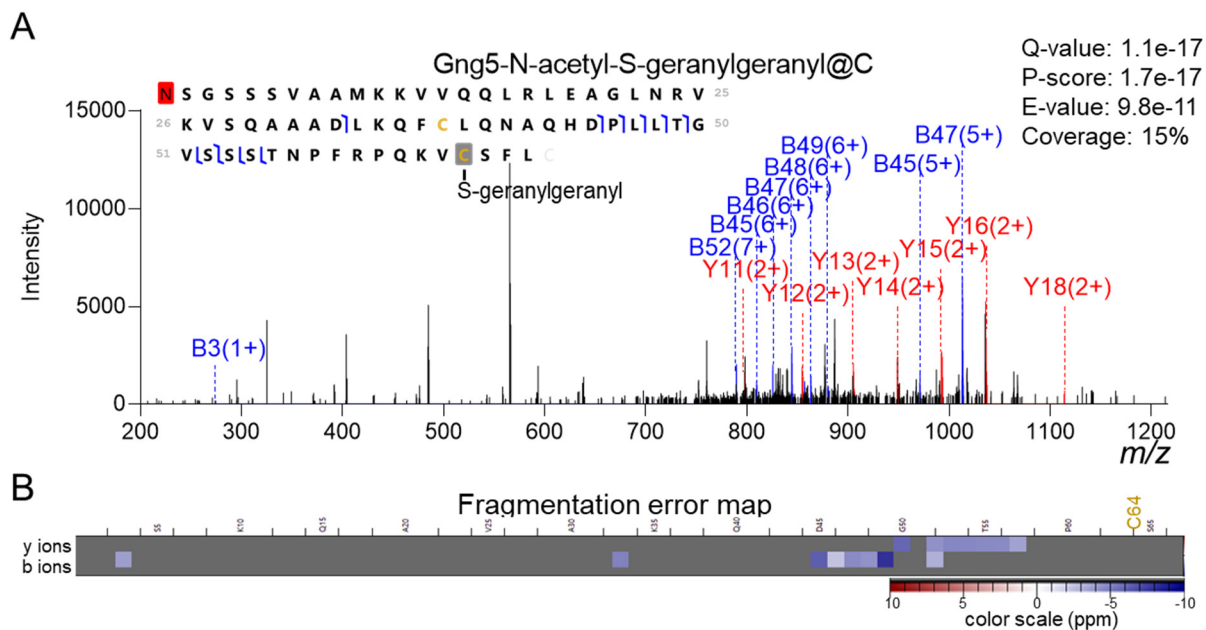 A
Gng5-N-acetyl-S-geranylgeranyl@C
Q-value: 1.1e-17
P-score: 1.7e-17
E-value: 9.8e-11
Coverage: 15%
N S G S S S V A A M K K V V Q Q L R L E A G L N R V 25
26 K V S Q A A A D L K Q F C L Q N A Q H D P L L T G 50
51 V S S S T N P F R P Q K V C S F L C
S-geranylgeranyl
Intensity
15000
10000
5000
0
B3(1+)
B52(7+)
B45(6+)
B46(6+)
B47(6+)
B48(6+)
B49(6+)
B45(5+)
B47(5+)
Y11(2+)
Y12(2+)
Y13(2+)
Y14(2+)
Y15(2+)
Y16(2+)
Y18(2+)
200 300 400 500 600 700 800 900 1000 1100 1200
m/z
B
Fragmentation error map
S5 K10 Q15 A20 V25 A30 K35 Q40 D45 G50 T55 P60 C64 S65
y ions
b ions
10 5 0 -5 -10
color scale (ppm)